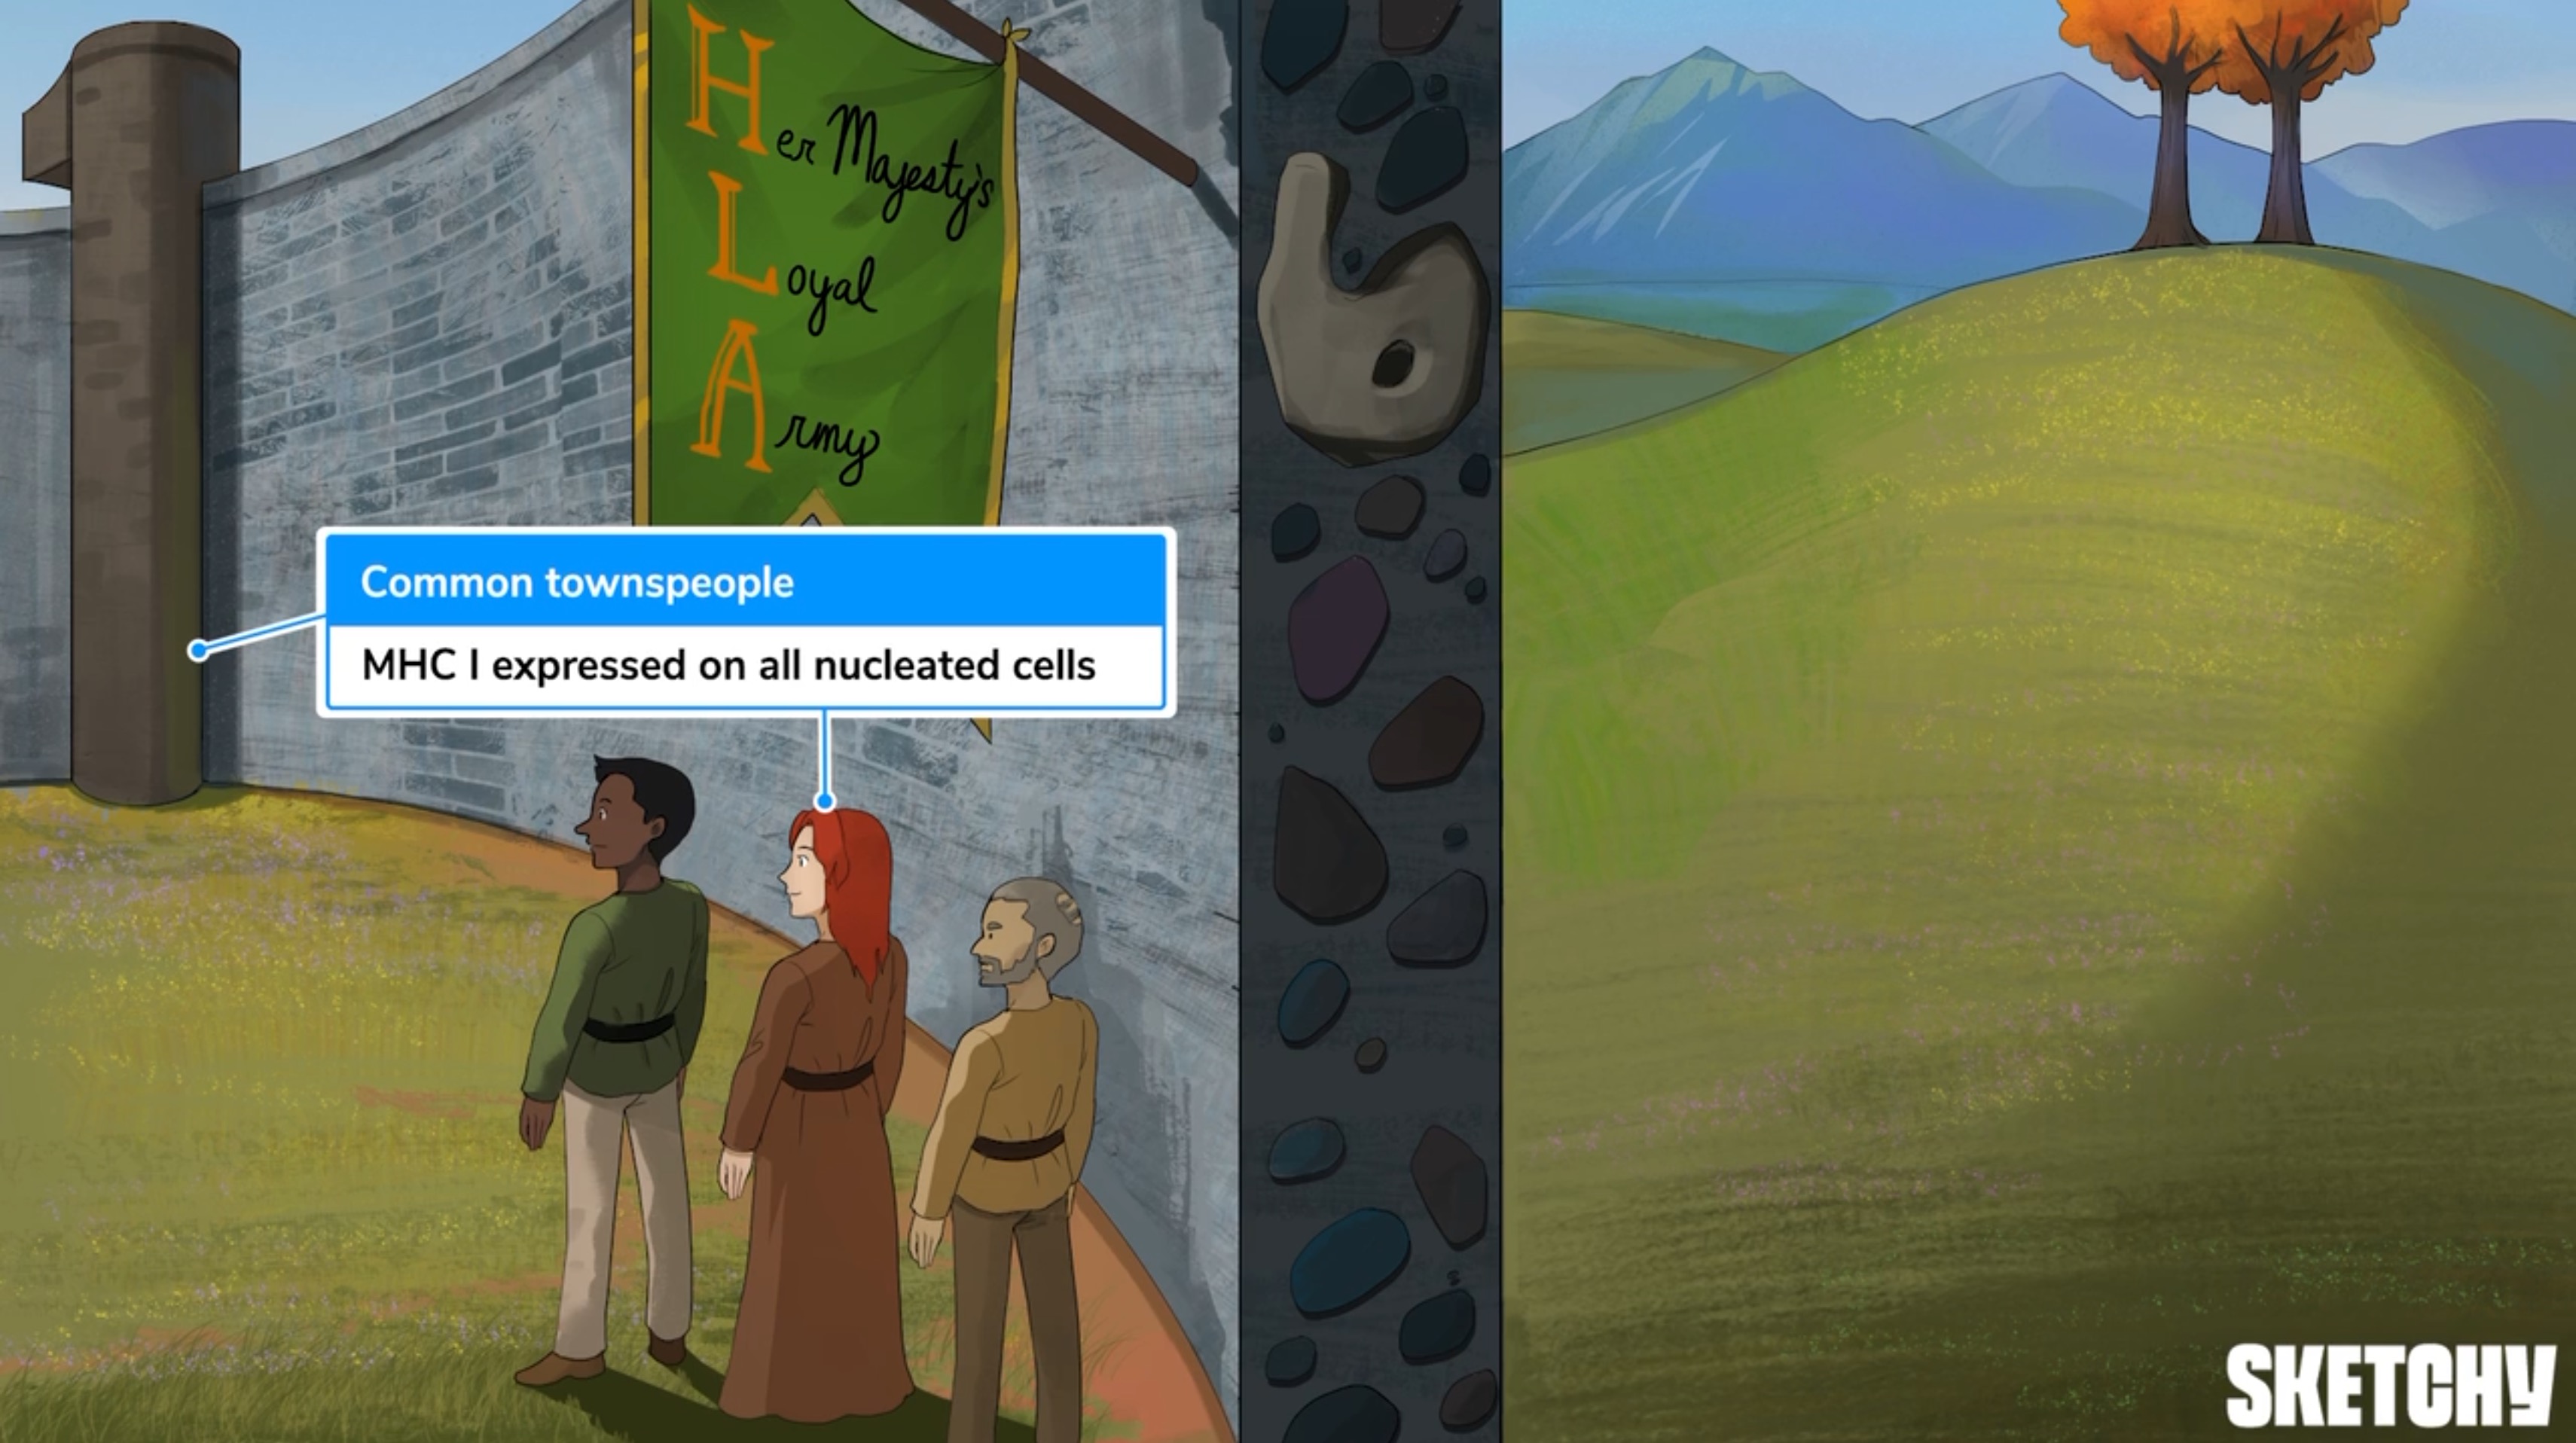 Her Majesty's
Loyal
Army
Common townspeople
MHC I expressed on all nucleated cells
SKETCHY